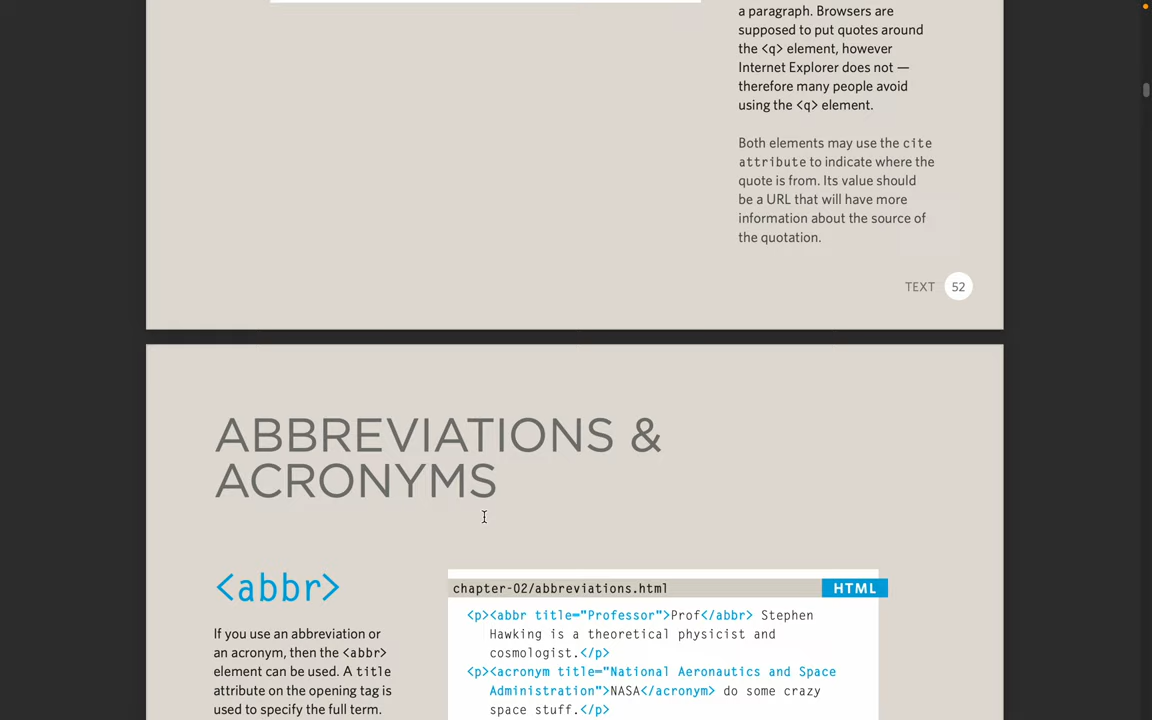 a paragraph. Browsers are
supposed to put quotes around
the <q> element, however
Internet Explorer does not —
therefore many people avoid
using the <q> element.
Both elements may use the cite
attribute to indicate where the
quote is from. Its value should
be a URL that will have more
information about the source of
the quotation.
TEXT 52
ABBREVIATIONS &
ACRONYMS
<abbr>
If you use an abbreviation or
an acronym, then the <abbr>
element can be used. A title
attribute on the opening tag is
used to specify the full term.
chapter-02/abbreviations.html HTML
<p><abbr title="Professor">Prof</abbr> Stephen
Hawking is a theoretical physicist and
cosmologist.</p>
<p><acronym title="National Aeronautics and Space
Administration">NASA</acronym> do some crazy
space stuff.</p>